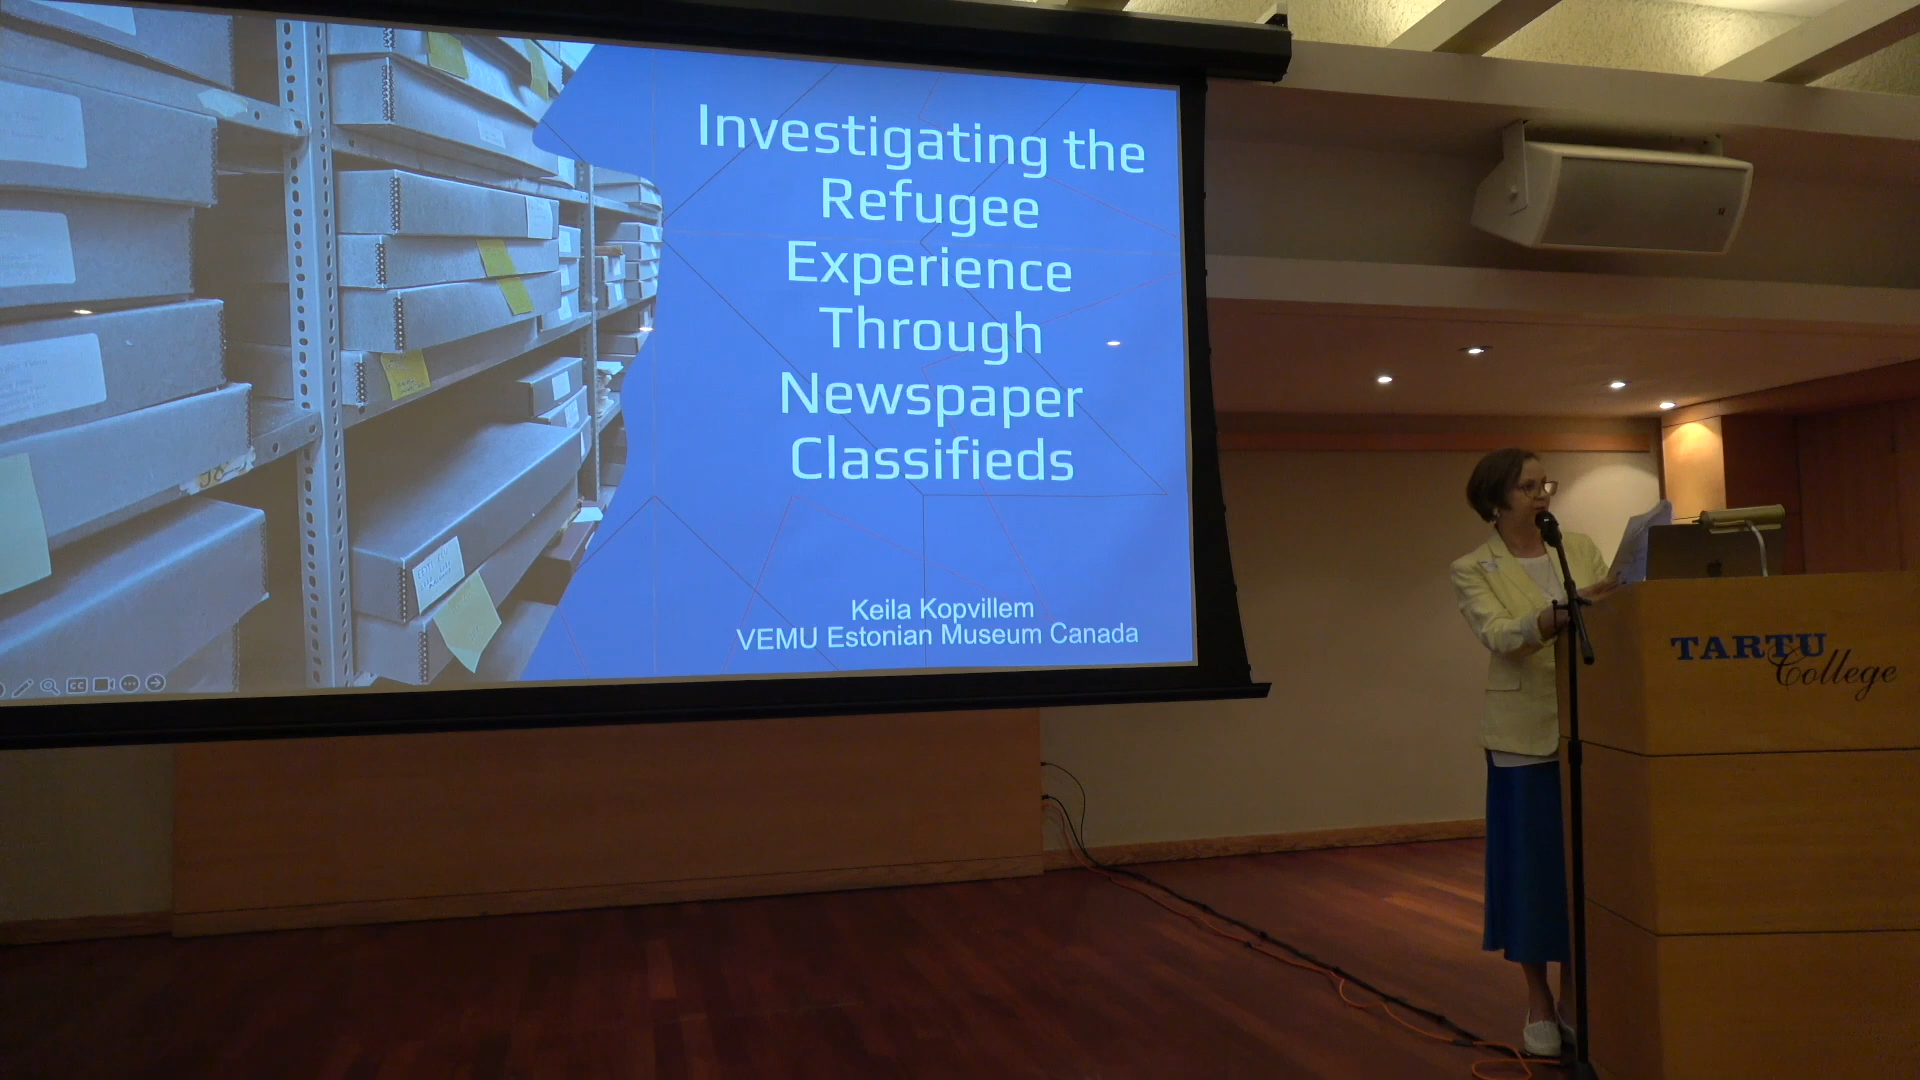 Investigating the
Refugee
Experience
Through
Newspaper
Classifieds
Keila Kopvillem
VEMU Estonian Museum Canada
TARTU
College